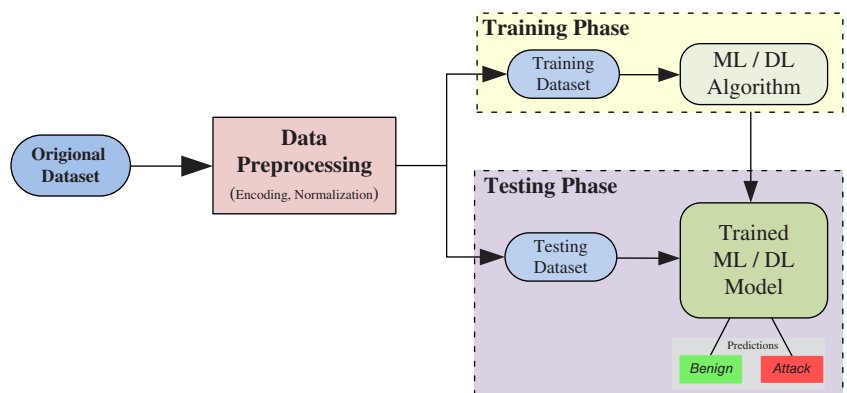 Origional
Dataset
Data
Preprocessing
(Encoding, Normalization)
Training Phase
Training
Dataset
ML / DL
Algorithm
Testing Phase
Testing
Dataset
Trained
ML / DL
Model
Predictions
Benign
Attack